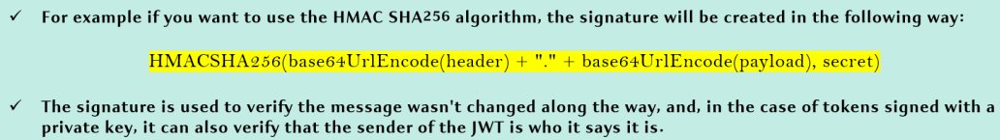 ✓ For example if you want to use the HMAC SHA256 algorithm, the signature will be created in the following way:
HMACSHA256(base64UrlEncode(header) + "." + base64UrlEncode(payload), secret)
✓ The signature is used to verify the message wasn't changed along the way, and, in the case of tokens signed with a
private key, it can also verify that the sender of the JWT is who it says it is.